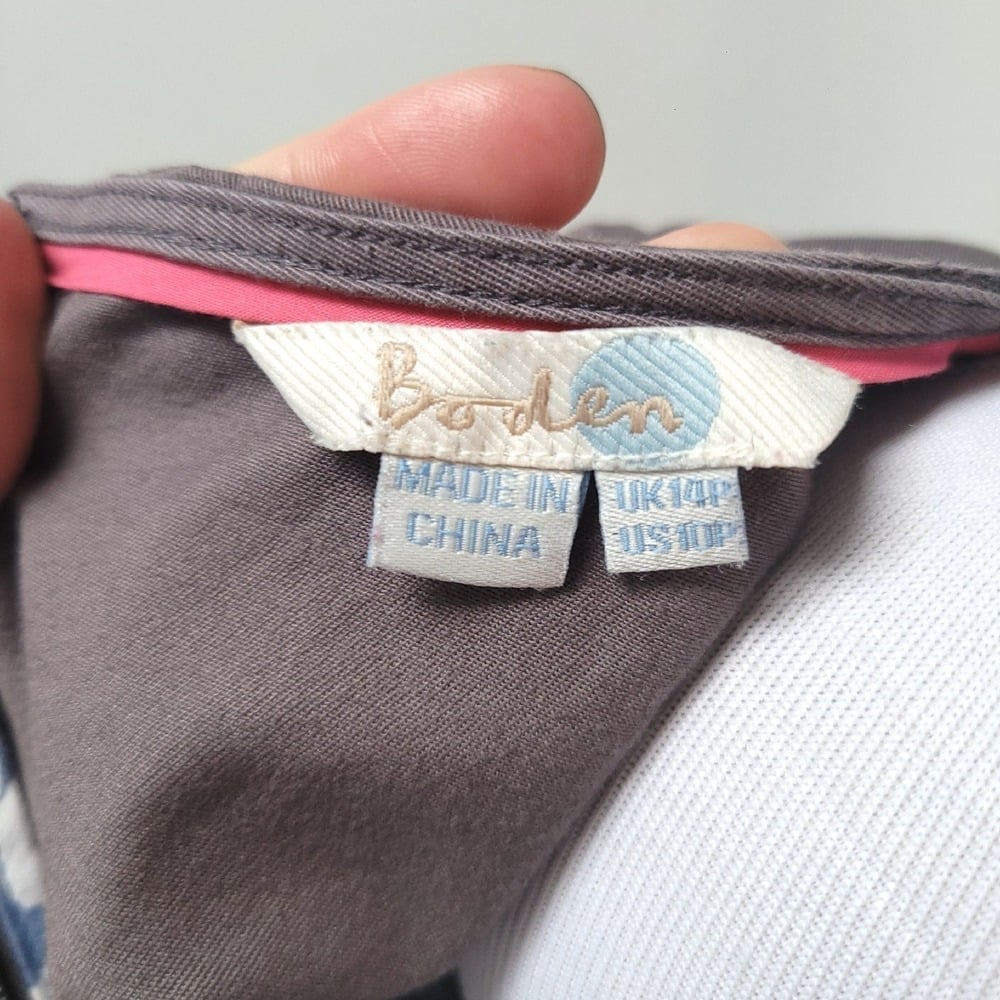 Boden
MADE IN
CHINA
UK14P
US10P